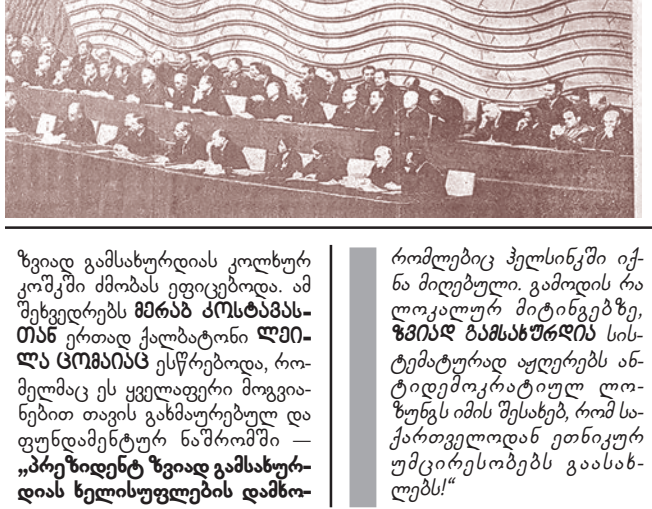 ზვიად გამსახურდიას კოლხურ
კოშკში ძმობას ეფიცებოდა. ამ
შეხვედრებს მერაბ კოსტავას-
თან ერთად ქალბატონი ლეი-
ლა ცომაიაც ესწრებოდა, რო-
მელმაც ეს ყველაფერი მოგვია-
ნებით თავის გახმაურებულ და
ფუნდამენტურ ნაშრომში —
„პრეზიდენტ ზვიად გამსახურ-
დიას ხელისუფლების დამხო-
რომლებიც ჰელსინკში იქ-
ნა მიღებული. გამოდის რა
ლოკალურ მიტინგებზე,
ზვიად გამსახურდია სის-
ტემატურად აჟღერებს ან-
ტიდემოკრატიულ ლო-
ზუნგს იმის შესახებ, რომ სა-
ქართველოდან ეთნიკურ
უმცირესობებს გაასახ-
ლებს!“